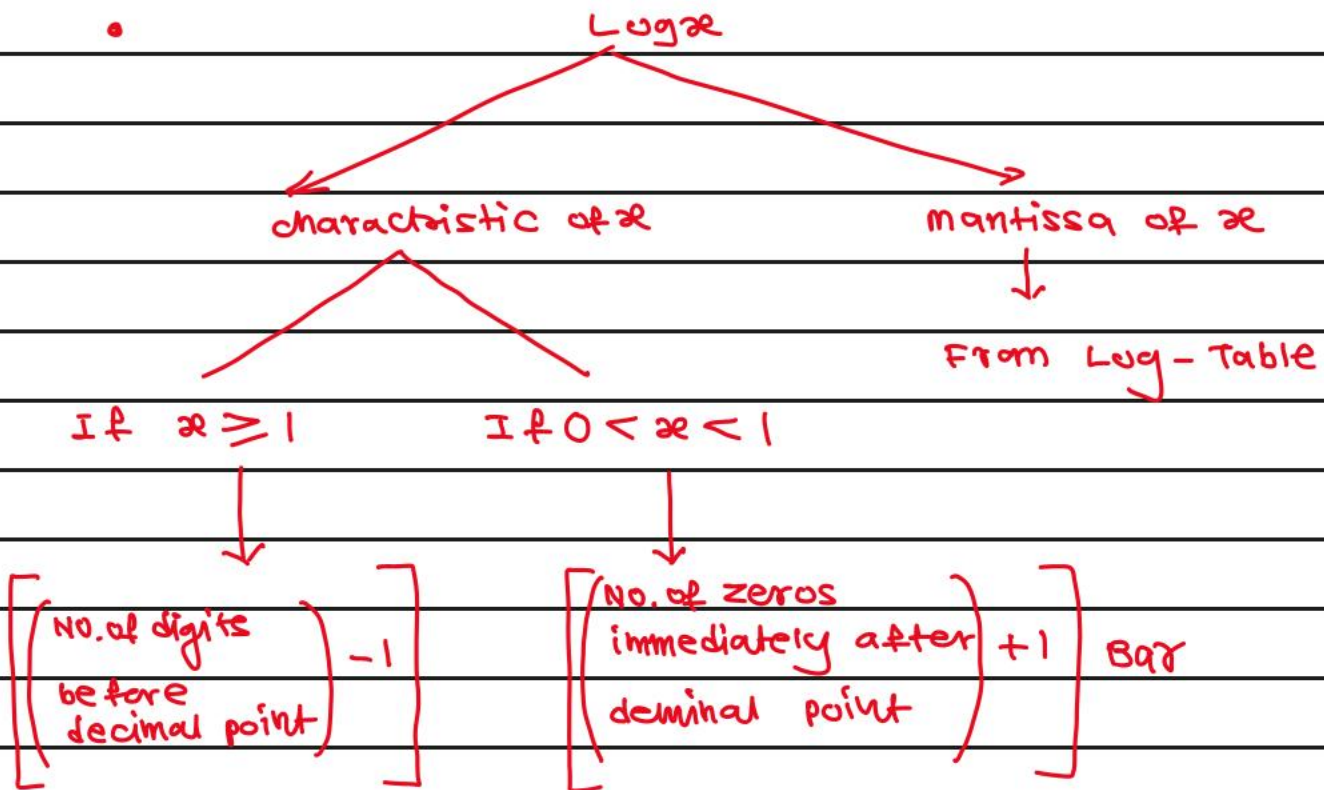 • Logx
charactristic of x mantissa of x
From Log - Table
If x ≥ 1 If 0 < x < 1
[(No. of digits before decimal point) - 1]
[(No. of zeros immediately after deminal point) + 1] Bar